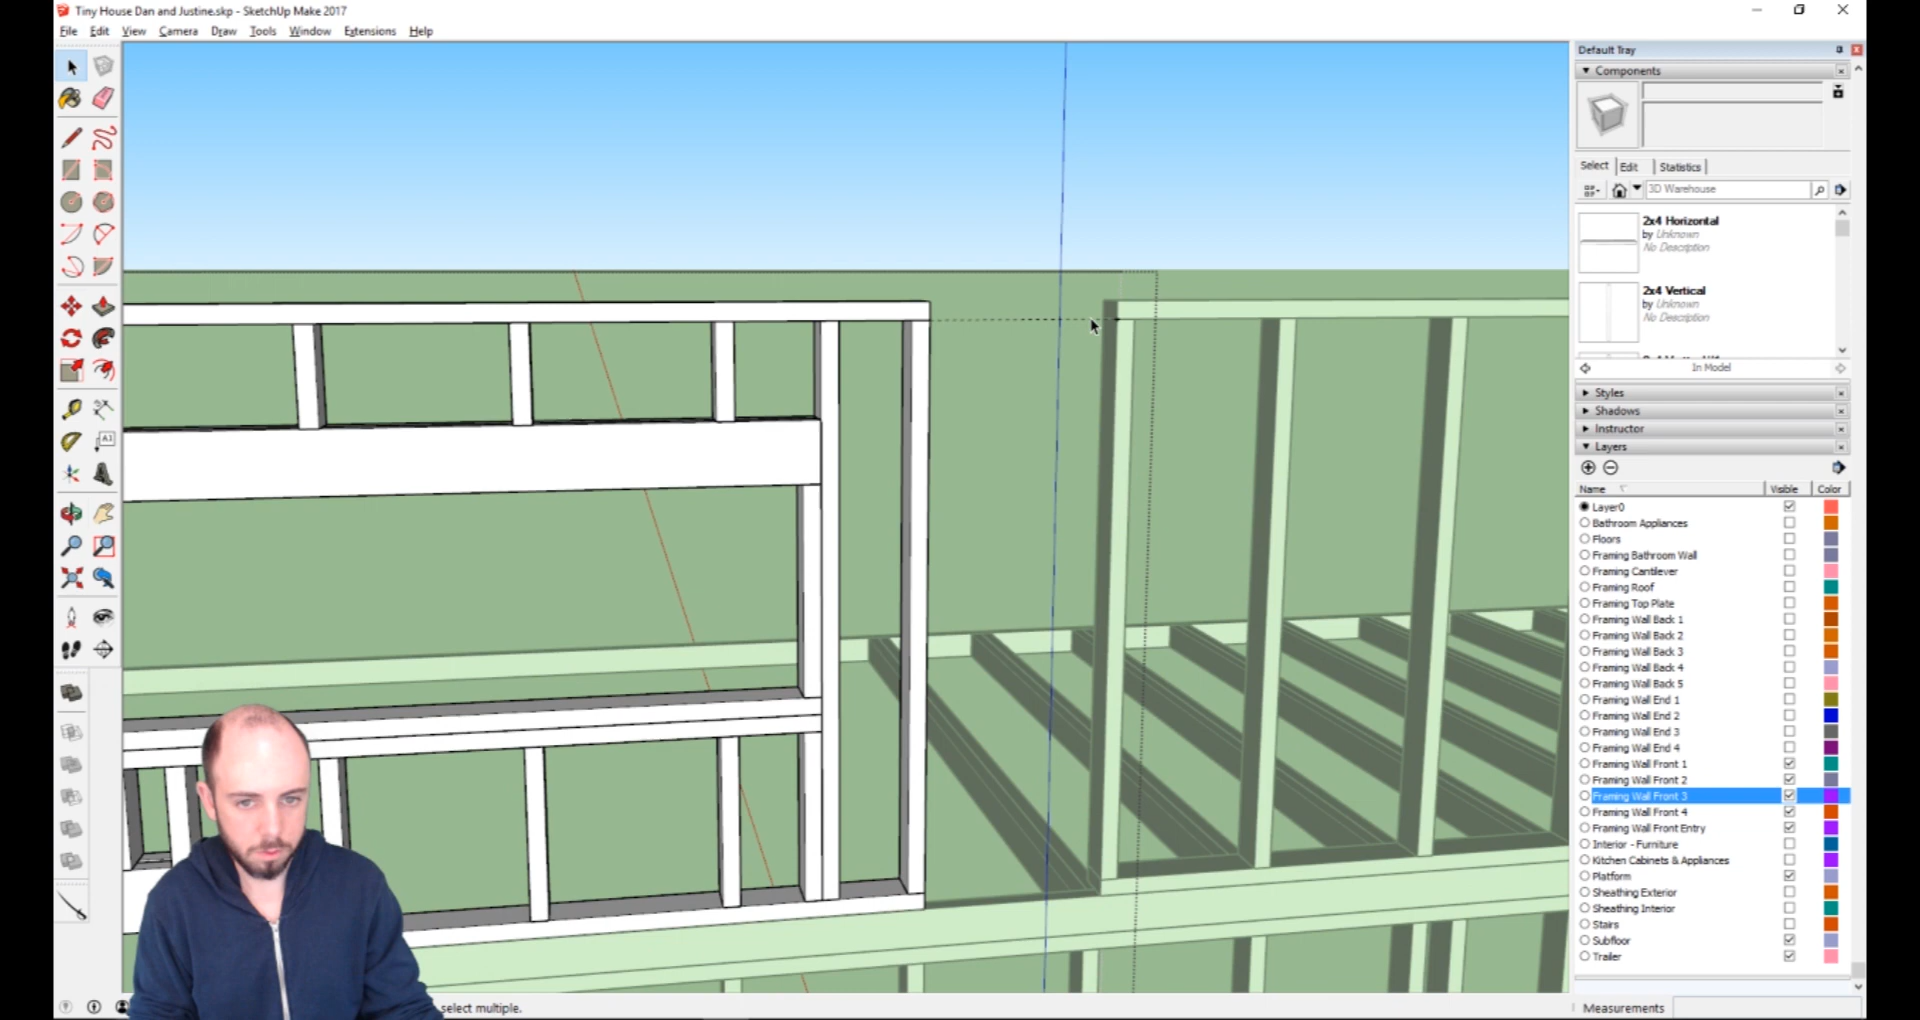 Tiny House Dan and Justine.skp - SketchUp Make 2017
File Edit View Camera Draw Tools Window Extensions Help
Default Tray
Components
Select Edit Statistics
3D Warehouse
2x4 Horizontal
by Unknown
No Description
2x4 Vertical
by Unknown
No Description
In Model
Styles
Shadows
Instructor
Layers
Name Visible Color
Layer0
Bathroom Appliances
Floors
Framing Bathroom Wall
Framing Cantilever
Framing Roof
Framing Top Plate
Framing Wall Back 1
Framing Wall Back 2
Framing Wall Back 3
Framing Wall Back 4
Framing Wall Back 5
Framing Wall End 1
Framing Wall End 2
Framing Wall End 3
Framing Wall End 4
Framing Wall Front 1
Framing Wall Front 2
Framing Wall Front 3
Framing Wall Front 4
Framing Wall Front Entry
Interior - Furniture
Kitchen Cabinets & Appliances
Platform
Sheathing Exterior
Sheathing Interior
Stairs
Subfloor
Trailer
select multiple.
Measurements